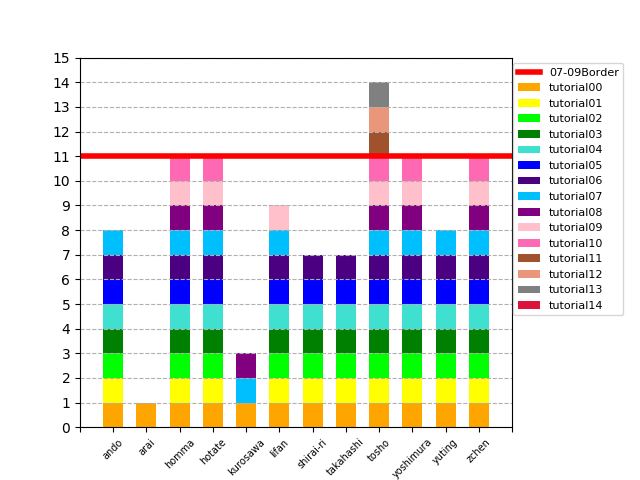 15
14
13
12
11
10
9
8
7
6
5
4
3
2
1
0
ando
arai
homma
hotate
kurosawa
lifan
shirai-ri
takahashi
tosho
yoshimura
yuting
zchen
07-09Border
tutorial00
tutorial01
tutorial02
tutorial03
tutorial04
tutorial05
tutorial06
tutorial07
tutorial08
tutorial09
tutorial10
tutorial11
tutorial12
tutorial13
tutorial14